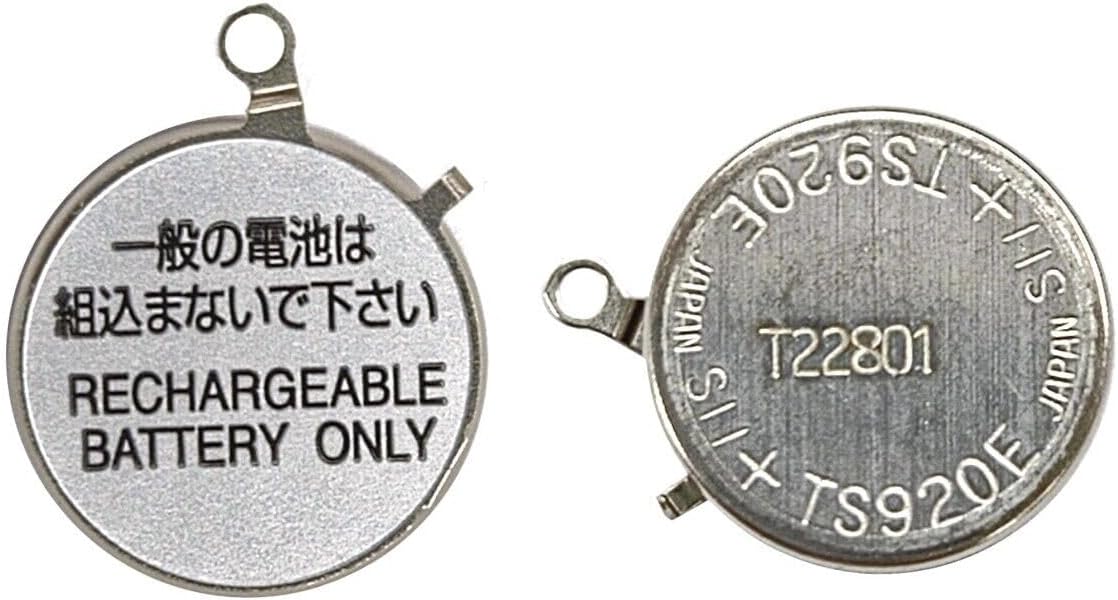 一般の電池は
組込まないで下さい
RECHARGEABLE
BATTERY ONLY
TS920E
+
SII
JAPAN
T22801
JAPAN
SII
+
TS920E